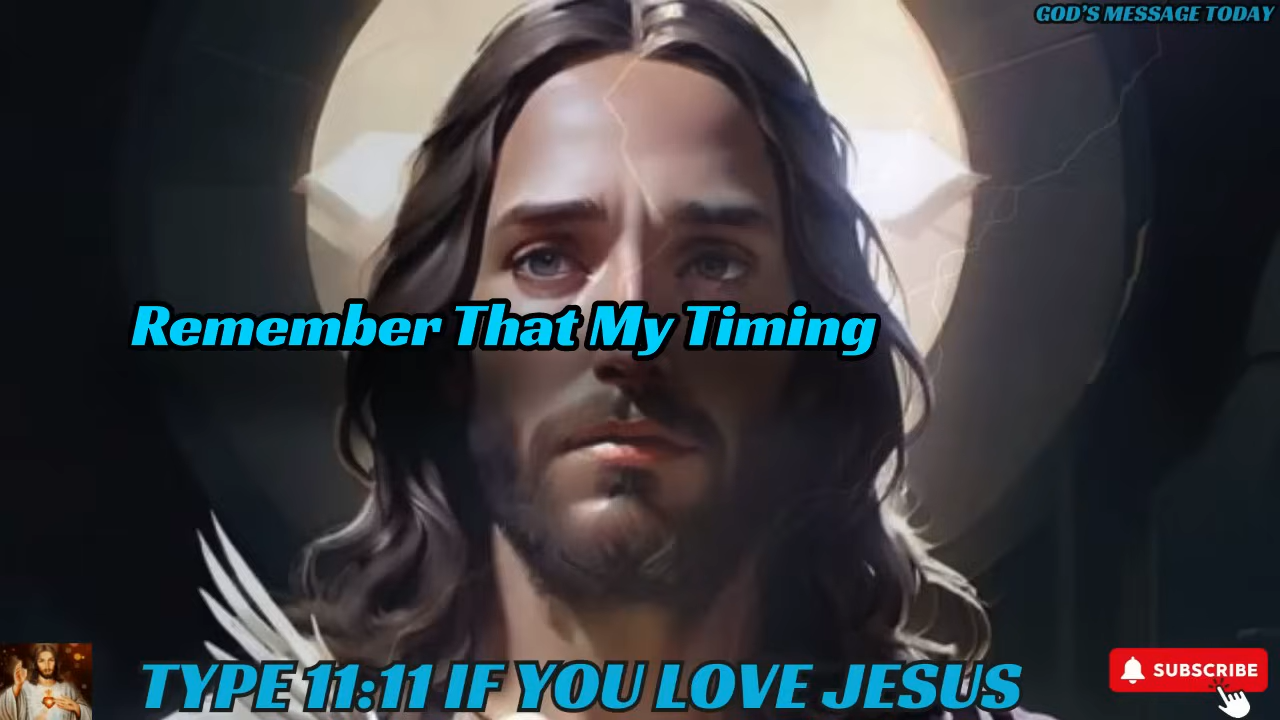 GOD'S MESSAGE TODAY
Remember That My Timing
TYPE 11:11 IF YOU LOVE JESUS
SUBSCRIBE